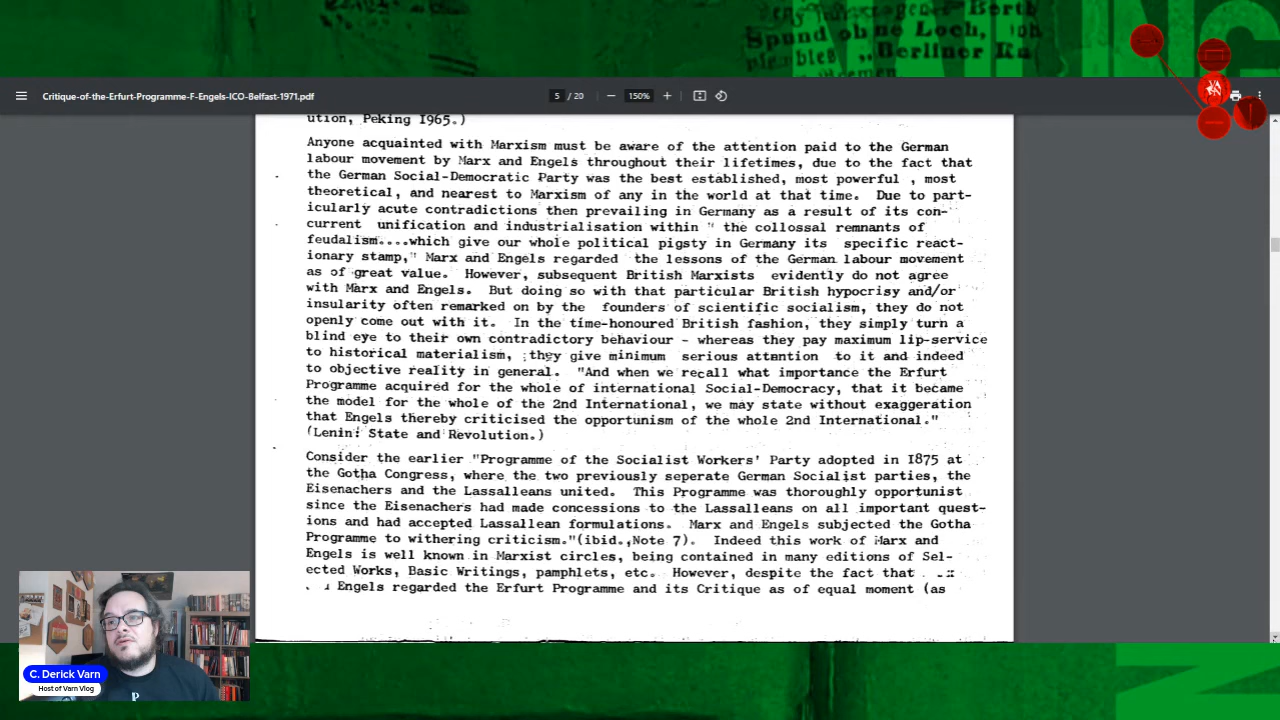 Spund ohne Loch,
"Berliner
Critique-of-the-Erfurt-Programme-F-Engels-ICO-Belfast-1971.pdf
5 / 20
150%
ution, Peking I965.)
Anyone acquainted with Marxism must be aware of the attention paid to the German
labour movement by Marx and Engels throughout their lifetimes, due to the fact that
the German Social-Democratic Party was the best established, most powerful , most
theoretical, and nearest to Marxism of any in the world at that time. Due to part-
icularly acute contradictions then prevailing in Germany as a result of its con-
current unification and industrialisation within " the collossal remnants of
feudalism....which give our whole political pigsty in Germany its specific react-
ionary stamp," Marx and Engels regarded the lessons of the German labour movement
as of great value. However, subsequent British Marxists evidently do not agree
with Marx and Engels. But doing so with that particular British hypocrisy and/or
insularity often remarked on by the founders of scientific socialism, they do not
openly come out with it. In the time-honoured British fashion, they simply turn a
blind eye to their own contradictory behaviour - whereas they pay maximum lip-service
to historical materialism, they give minimum serious attention to it and indeed
to objective reality in general. "And when we recall what importance the Erfurt
Programme acquired for the whole of international Social-Democracy, that it became
the model for the whole of the 2nd International, we may state without exaggeration
that Engels thereby criticised the opportunism of the whole 2nd International."
(Lenin: State and Revolution.)
Consider the earlier "Programme of the Socialist Workers' Party adopted in I875 at
the Gotha Congress, where the two previously seperate German Socialist parties, the
Eisenachers and the Lassalleans united. This Programme was thoroughly opportunist
since the Eisenachers had made concessions to the Lassalleans on all important quest-
ions and had accepted Lassallean formulations. Marx and Engels subjected the Gotha
Programme to withering criticism."(ibid.,Note 7). Indeed this work of Marx and
Engels is well known in Marxist circles, being contained in many editions of Sel-
ected Works, Basic Writings, pamphlets, etc. However, despite the fact that
Engels regarded the Erfurt Programme and its Critique as of equal moment (as
C. Derick Varn
Host of Varn Vlog